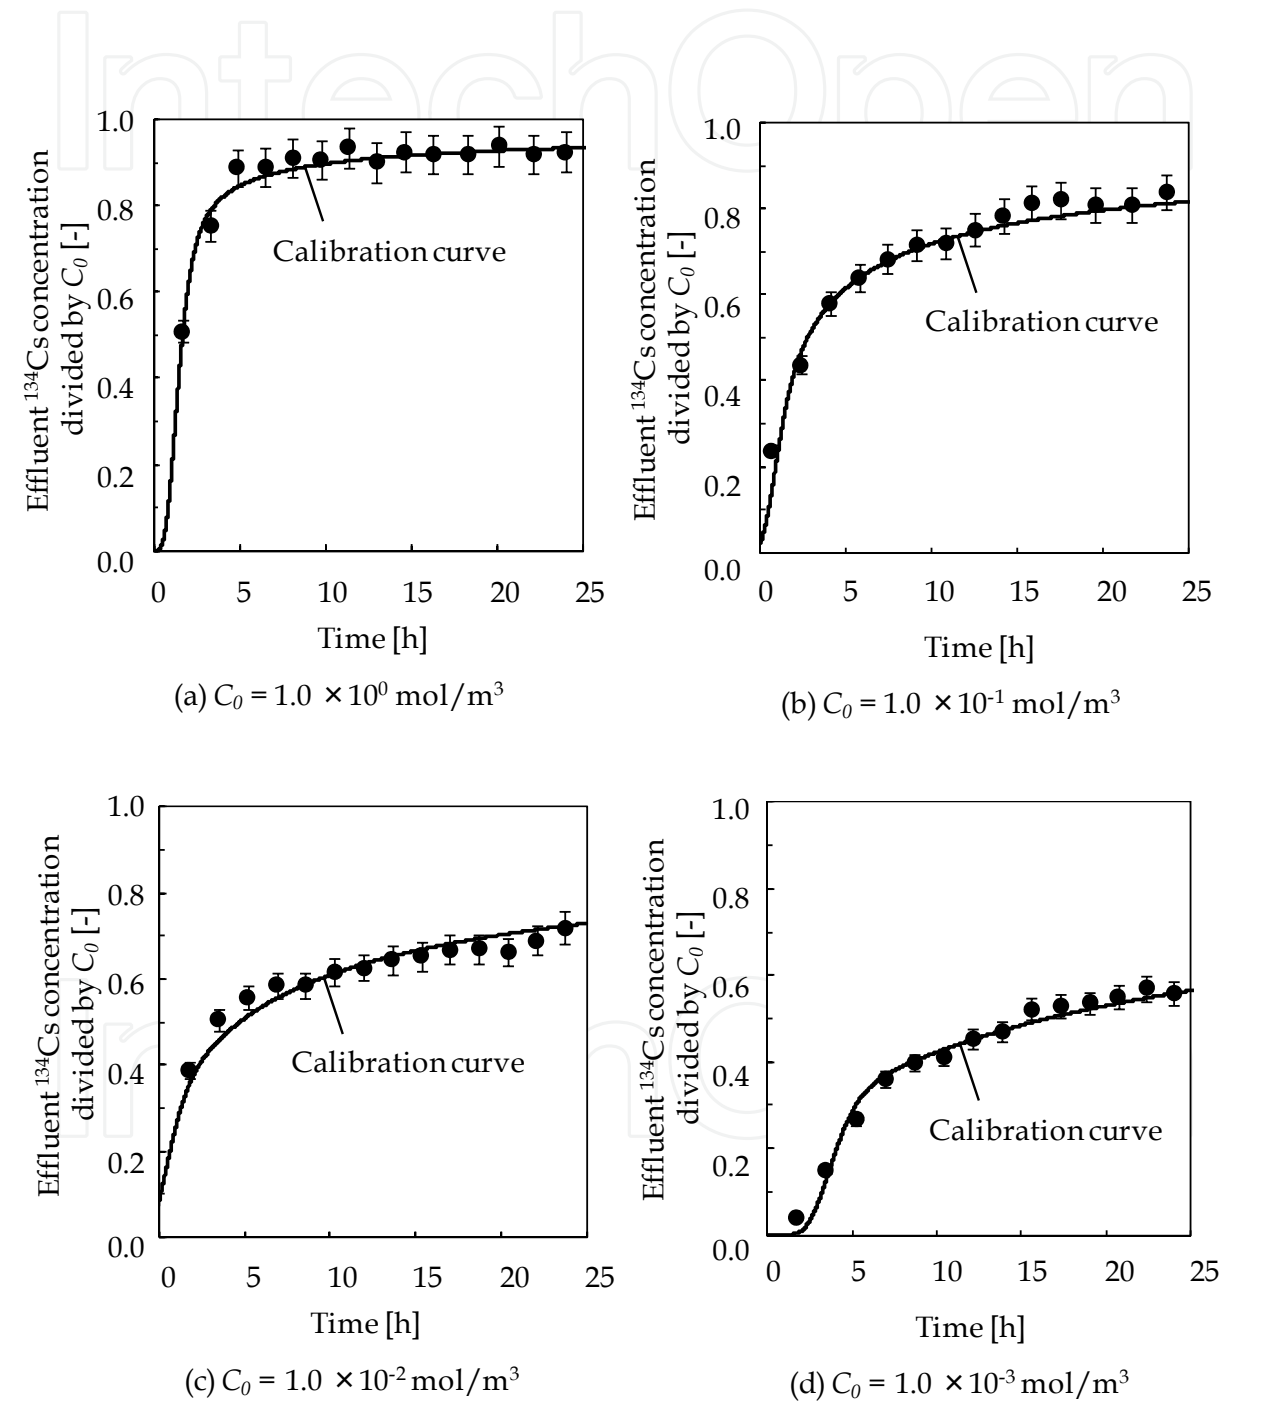 IntechOpen
1.0
0.8
0.6
0.4
0.2
0.0
Effluent ¹³⁴Cs concentration
divided by C₀ [-]
Calibration curve
0 5 10 15 20 25
Time [h]
(a) C₀ = 1.0 ×10⁰ mol/m³
1.0
0.8
0.6
0.4
0.2
0.0
Effluent ¹³⁴Cs concentration
divided by C₀ [-]
Calibration curve
0 5 10 15 20 25
Time [h]
(b) C₀ = 1.0 ×10⁻¹ mol/m³
1.0
0.8
0.6
0.4
0.2
0.0
Effluent ¹³⁴Cs concentration
divided by C₀ [-]
Calibration curve
0 5 10 15 20 25
Time [h]
(c) C₀ = 1.0 ×10⁻² mol/m³
1.0
0.8
0.6
0.4
0.2
0.0
Effluent ¹³⁴Cs concentration
divided by C₀ [-]
Calibration curve
0 5 10 15 20 25
Time [h]
(d) C₀ = 1.0 ×10⁻³ mol/m³